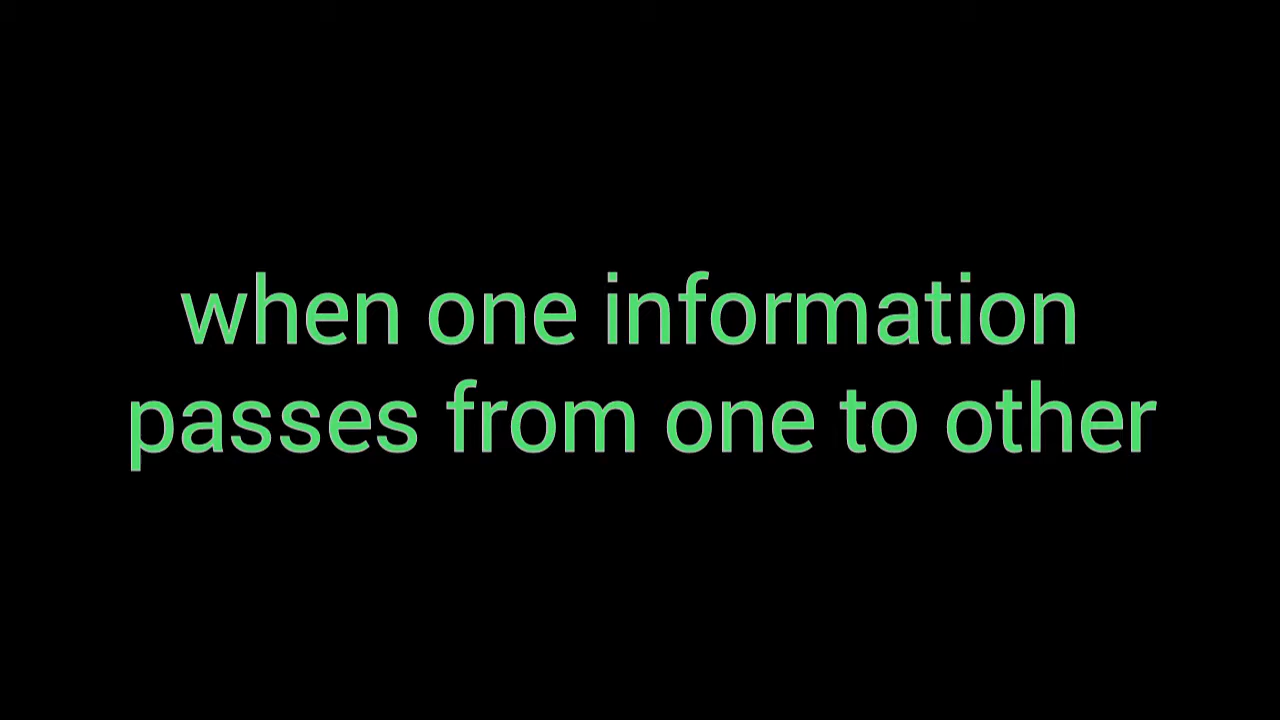 when one information
passes from one to other